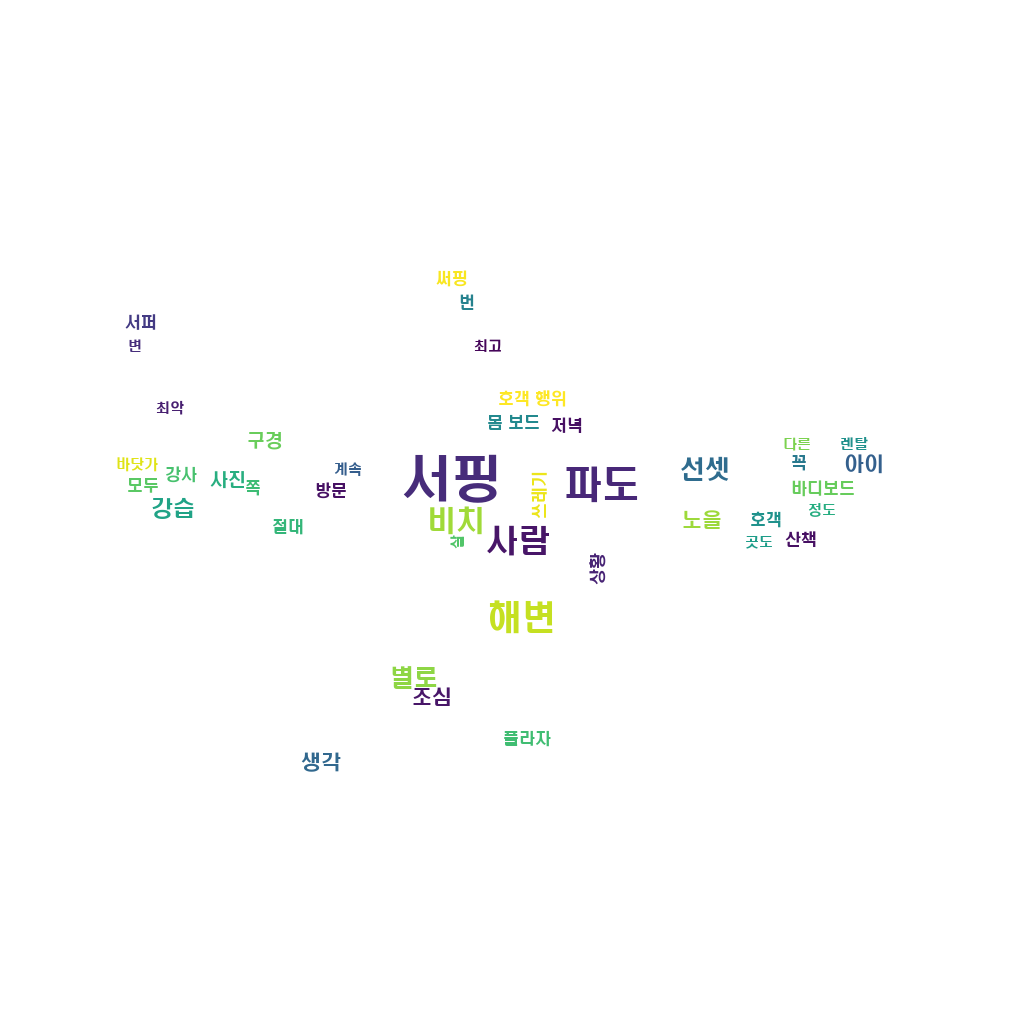 써핑
번
서퍼
변
최고
호객 행위
최악
몸 보드
저녁
구경
다른
렌탈
바닷가
강사
계속
서핑
파도
선셋
꼭
아이
모두
사진
쪽
방문
쓰레기
바디보드
강습
비치
노을
호객
정도
절대
사람
곳도
산책
상황
해변
별로
조심
플라자
생각